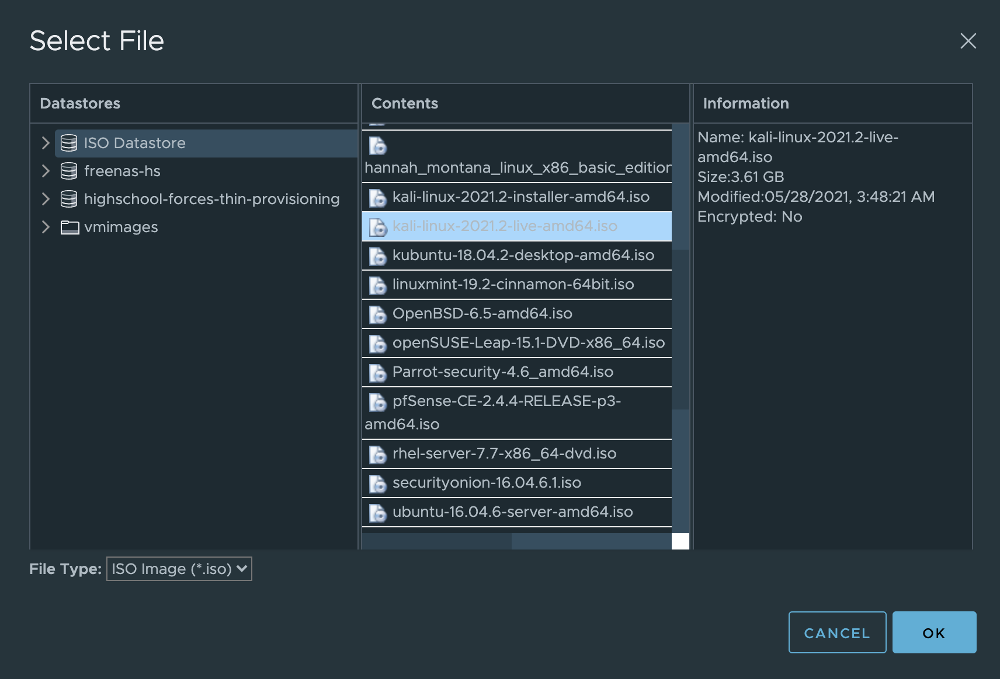 Select File
Datastores
ISO Datastore
freenas-hs
highschool-forces-thin-provisioning
vmimages
Contents
hannah_montana_linux_x86_basic_edition
kali-linux-2021.2-installer-amd64.iso
kali-linux-2021.2-live-amd64.iso
kubuntu-18.04.2-desktop-amd64.iso
linuxmint-19.2-cinnamon-64bit.iso
OpenBSD-6.5-amd64.iso
openSUSE-Leap-15.1-DVD-x86_64.iso
Parrot-security-4.6_amd64.iso
pfSense-CE-2.4.4-RELEASE-p3-
amd64.iso
rhel-server-7.7-x86_64-dvd.iso
securityonion-16.04.6.1.iso
ubuntu-16.04.6-server-amd64.iso
Information
Name: kali-linux-2021.2-live-
amd64.iso
Size:3.61 GB
Modified:05/28/2021, 3:48:21 AM
Encrypted: No
File Type: ISO Image (*.iso)
CANCEL
OK